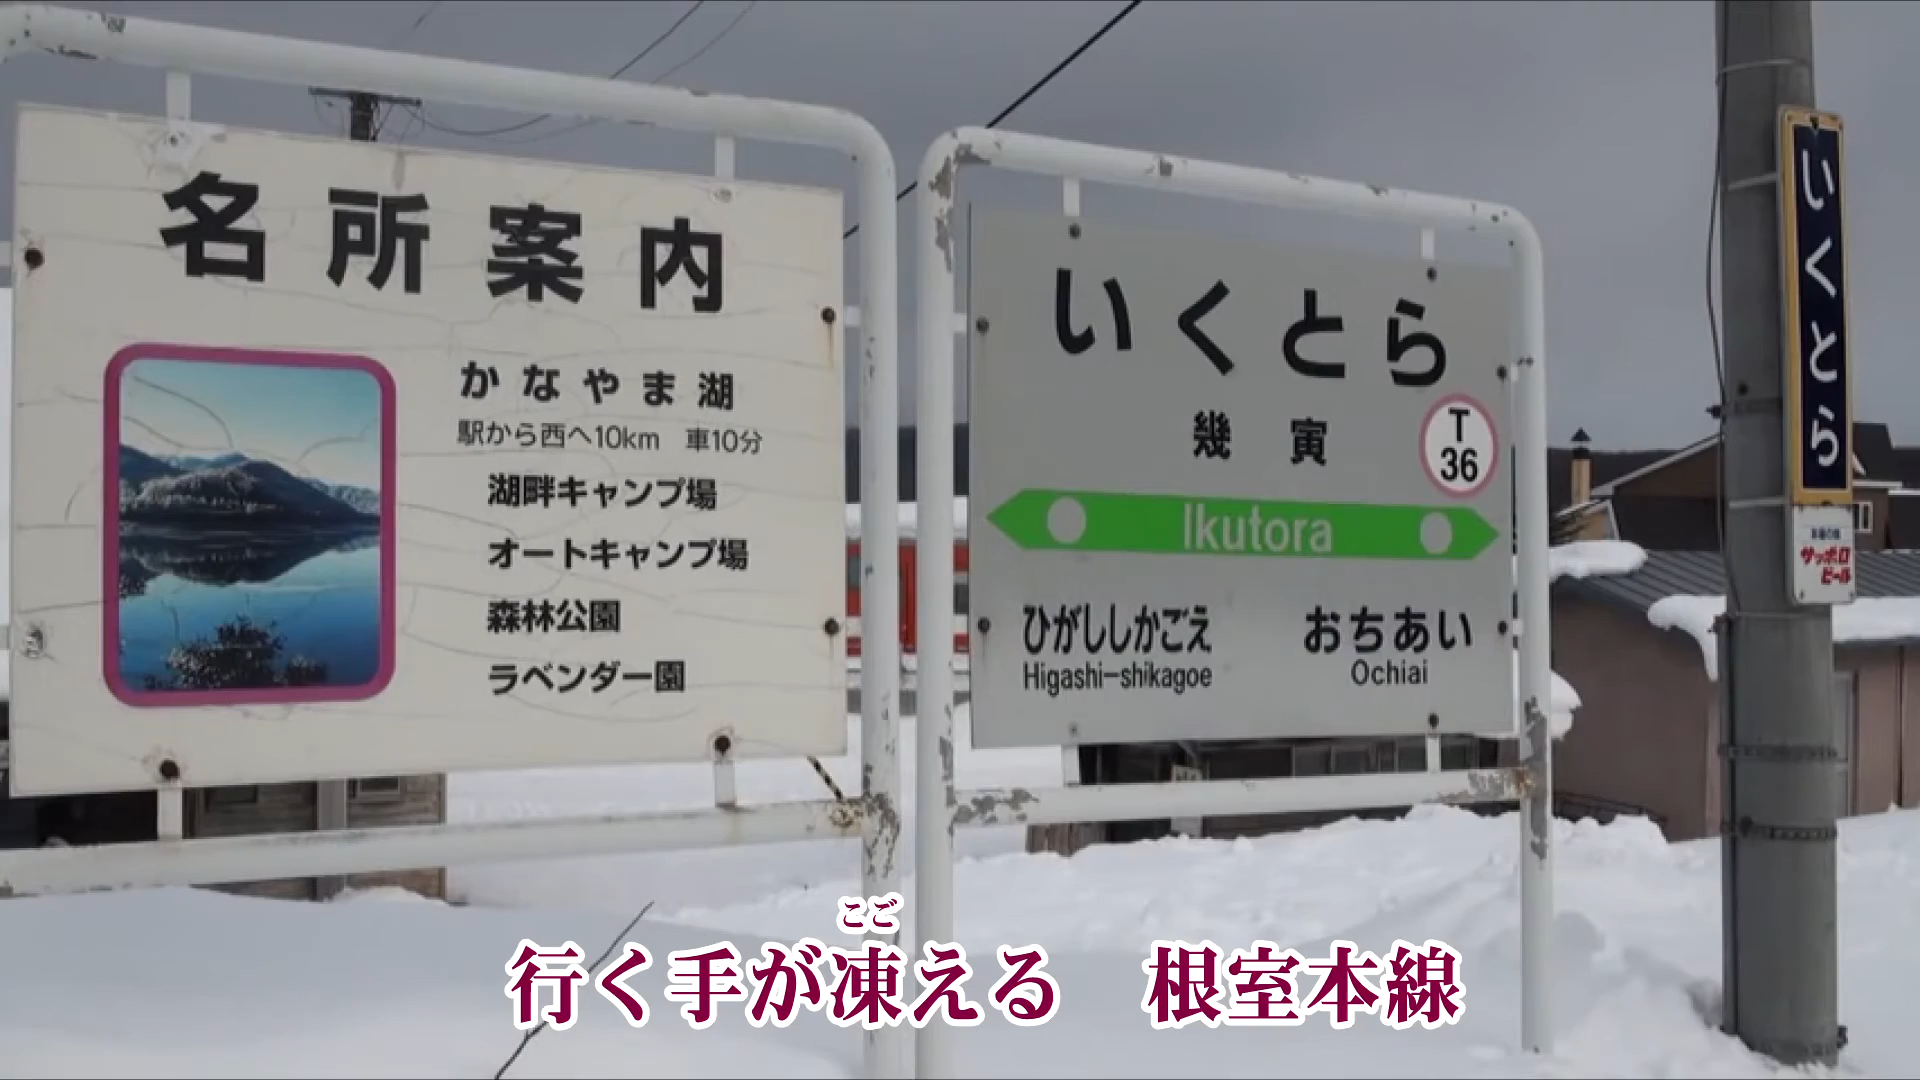 名所案内
かなやま湖
駅から西へ10km 車10分
湖畔キャンプ場
オートキャンプ場
森林公園
ラベンダー園
いくとら
幾寅
T
36
Ikutora
ひがししかごえ
Higashi-shikagoe
おちあい
Ochiai
いくとら
サッポロ
ビール
こご
行く手が凍える 根室本線